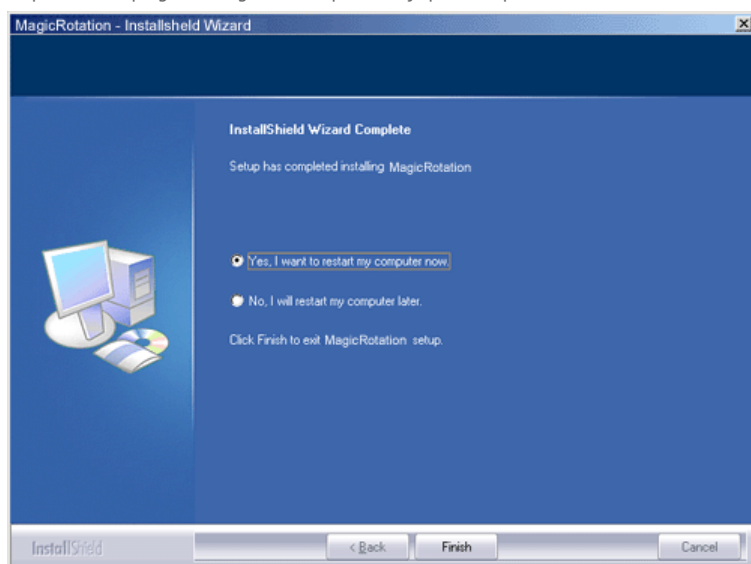 MagicRotation - Installsheld Wizard
InstallShield Wizard Complete
Setup has completed installing MagicRotation
Yes, I want to restart my computer now.
No, I will restart my computer later.
Click Finish to exit MagicRotation setup.
InstallShield
< Back Finish Cancel